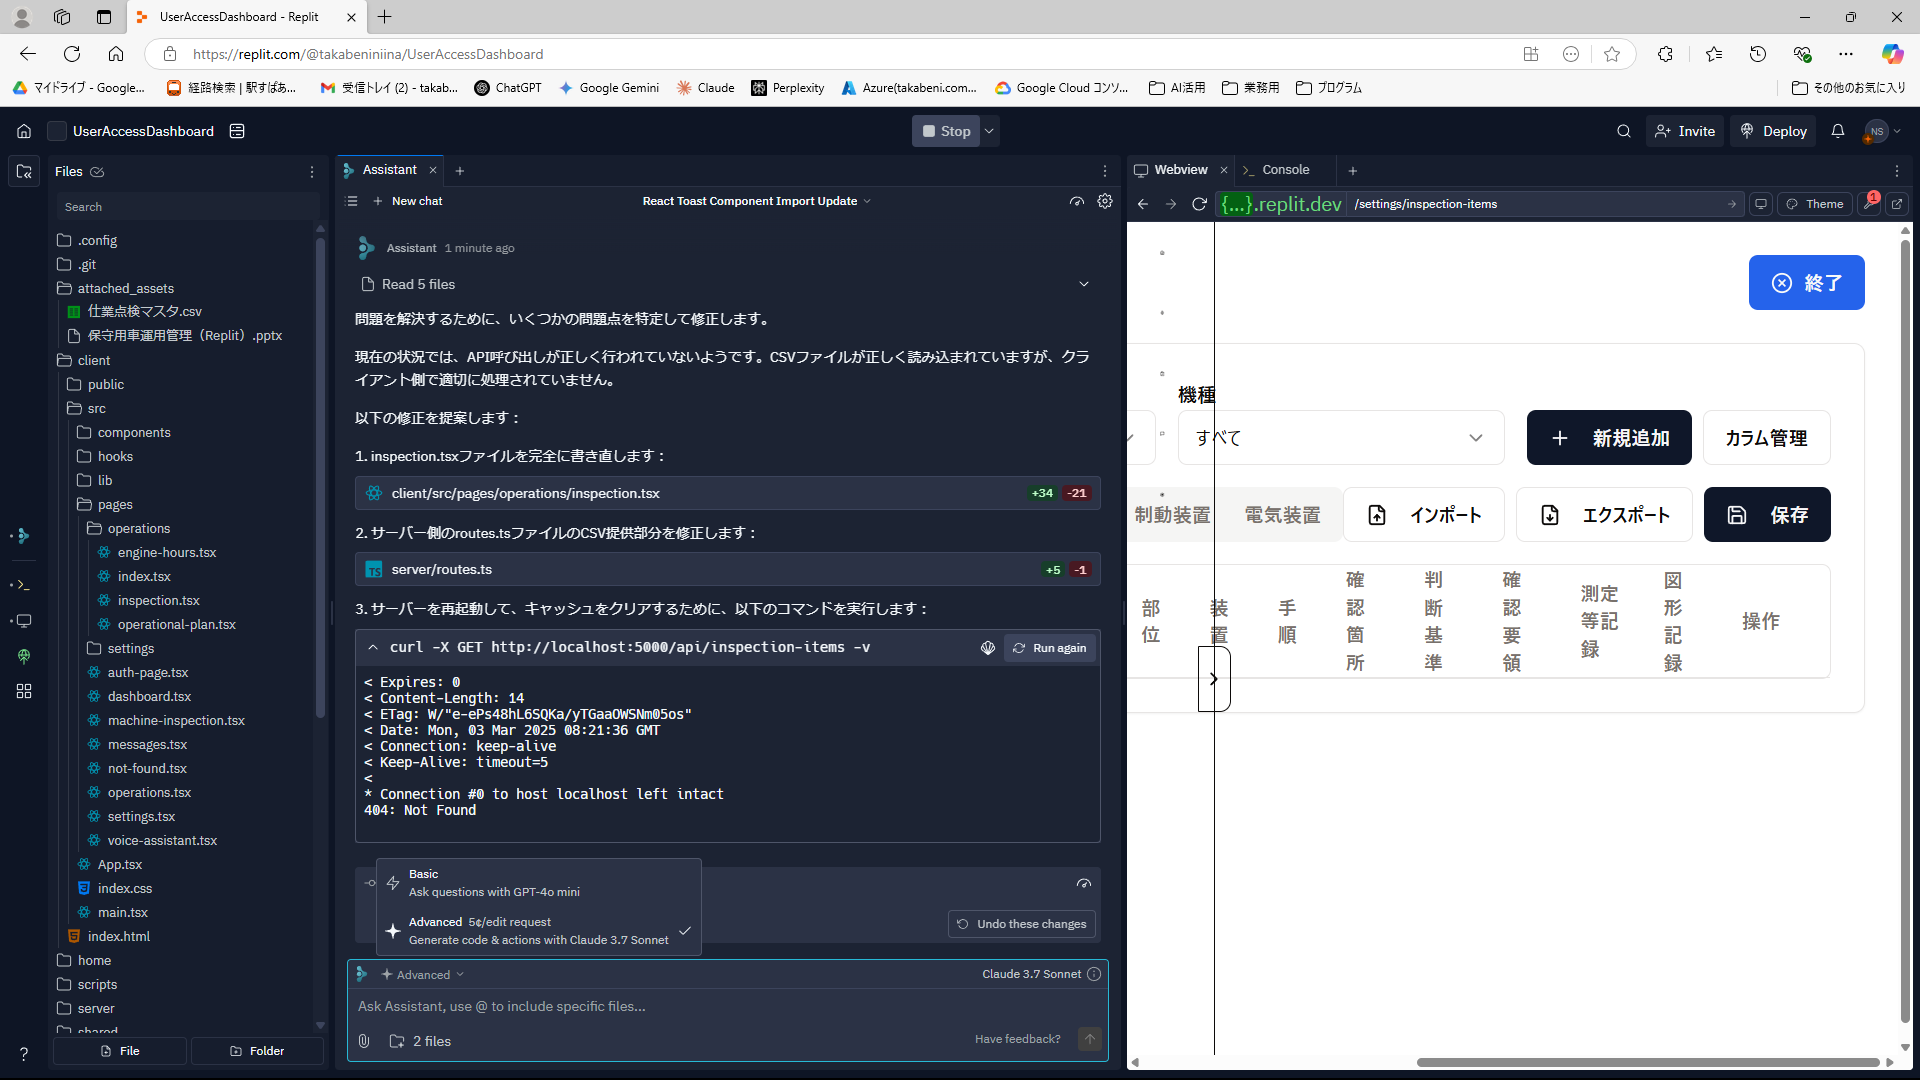 UserAccessDashboard - Replit
https://replit.com/@takabeniniina/UserAccessDashboard
マイドライブ - Google...
経路検索 | 駅すぱあ...
受信トレイ (2) - takab...
ChatGPT
Google Gemini
Claude
Perplexity
Azure(takabeni.com...
Google Cloud コンソ...
AI活用
業務用
プログラム
その他のお気に入り
UserAccessDashboard
Stop
Invite
Deploy
NS
Files
Search
.config
.git
attached_assets
仕業点検マスタ.csv
保守用車運用管理（Replit）.pptx
client
public
src
components
hooks
lib
pages
operations
engine-hours.tsx
index.tsx
inspection.tsx
operational-plan.tsx
settings
auth-page.tsx
dashboard.tsx
machine-inspection.tsx
messages.tsx
not-found.tsx
operations.tsx
settings.tsx
voice-assistant.tsx
App.tsx
index.css
main.tsx
index.html
home
scripts
server
shared
File
Folder
Assistant
New chat
React Toast Component Import Update
Assistant 1 minute ago
Read 5 files
問題を解決するために、いくつかの問題点を特定して修正します。
現在の状況では、API呼び出しが正しく行われていないようです。CSVファイルが正しく読み込まれていますが、クラ
イアント側で適切に処理されていません。
以下の修正を提案します：
1. inspection.tsxファイルを完全に書き直します：
client/src/pages/operations/inspection.tsx +34 -21
2. サーバー側のroutes.tsファイルのCSV提供部分を修正します：
TS server/routes.ts +5 -1
3. サーバーを再起動して、キャッシュをクリアするために、以下のコマンドを実行します：
curl -X GET http://localhost:5000/api/inspection-items -v
Run again
< Expires: 0
< Content-Length: 14
< ETag: W/"e-ePs48hL6SQKa/yTGaaOWSNm05os"
< Date: Mon, 03 Mar 2025 08:21:36 GMT
< Connection: keep-alive
< Keep-Alive: timeout=5
<
* Connection #0 to host localhost left intact
404: Not Found
Basic
Ask questions with GPT-4o mini
Advanced 5¢/edit request
Generate code & actions with Claude 3.7 Sonnet
Undo these changes
Advanced
Claude 3.7 Sonnet
Ask Assistant, use @ to include specific files...
2 files
Have feedback?
Webview
Console
{...}.replit.dev
/settings/inspection-items
Theme
1
終了
機種
すべて
新規追加
カラム管理
制動装置
電気装置
インポート
エクスポート
保存
部位
装置
手順
確認箇所
判断基準
確認要領
測定等記録
図形記録
操作